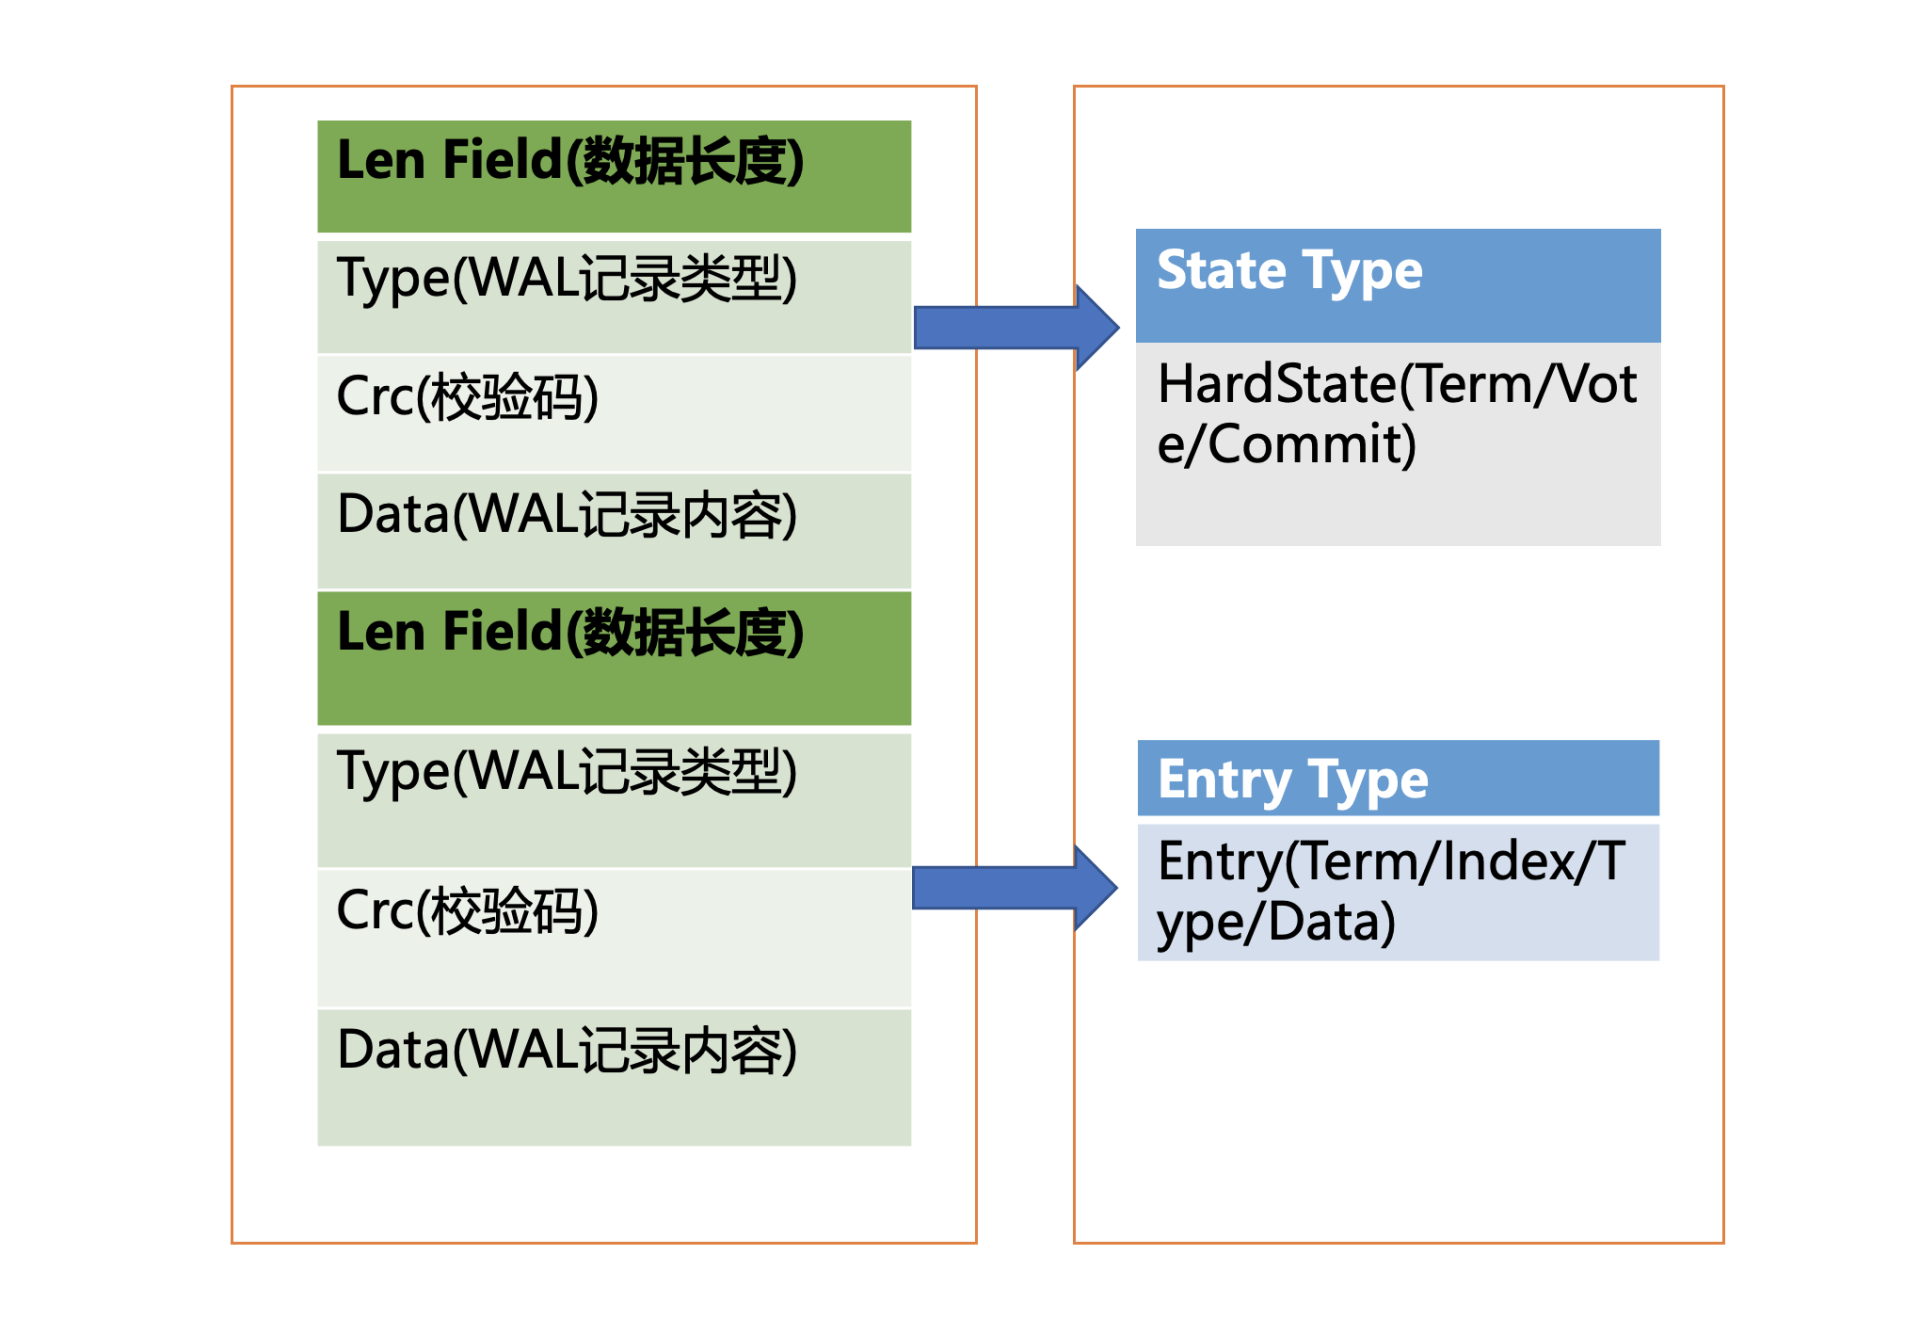 Len Field(数据长度)
Type(WAL记录类型)
Crc(校验码)
Data(WAL记录内容)
Len Field(数据长度)
Type(WAL记录类型)
Crc(校验码)
Data(WAL记录内容)
State Type
HardState(Term/Vot
e/Commit)
Entry Type
Entry(Term/Index/T
ype/Data)